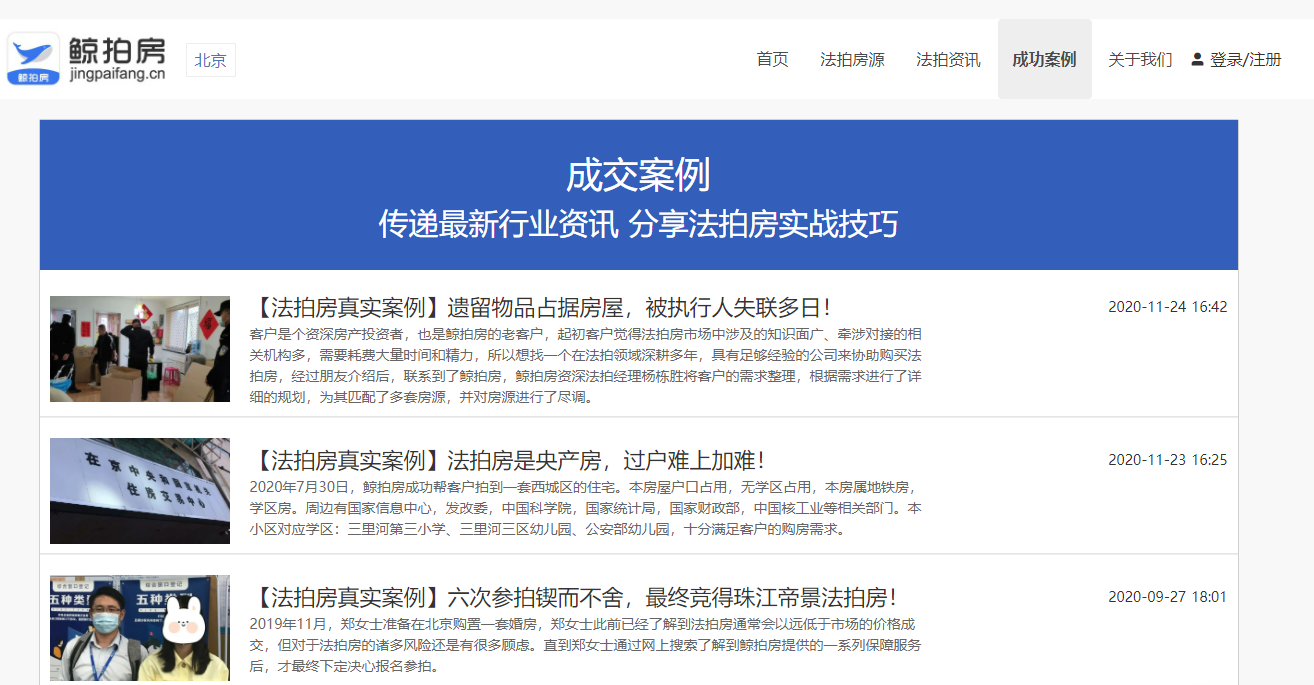 鲸拍房
jingpaifang.cn
鲸拍房
北京
首页 法拍房源 法拍资讯 成功案例 关于我们 登录/注册
成交案例
传递最新行业资讯 分享法拍房实战技巧
【法拍房真实案例】遗留物品占据房屋，被执行人失联多日！
2020-11-24 16:42
客户是个资深房产投资者，也是鲸拍房的老客户，起初客户觉得法拍房市场中涉及的知识面广、牵涉对接的相
关机构多，需要耗费大量时间和精力，所以想找一个在法拍领域深耕多年，具有足够经验的公司来协助购买法
拍房，经过朋友介绍后，联系到了鲸拍房，鲸拍房资深法拍经理杨栋胜将客户的需求整理，根据需求进行了详
细的规划，为其匹配了多套房源，并对房源进行了尽调。
在京中央和国家机关
住房交易中心
【法拍房真实案例】法拍房是央产房，过户难上加难！
2020-11-23 16:25
2020年7月30日，鲸拍房成功帮客户拍到一套西城区的住宅。本房屋户口占用，无学区占用，本房属地铁房，
学区房。周边有国家信息中心，发改委，中国科学院，国家统计局，国家财政部，中国核工业等相关部门。本
小区对应学区：三里河第三小学、三里河三区幼儿园、公安部幼儿园，十分满足客户的购房需求。
综合窗口登记
五种类
五种类
【法拍房真实案例】六次参拍锲而不舍，最终竞得珠江帝景法拍房！
2020-09-27 18:01
2019年11月，郑女士准备在北京购置一套婚房，郑女士此前已经了解到法拍房通常会以远低于市场的价格成
交，但对于法拍房的诸多风险还是有很多顾虑。直到郑女士通过网上搜索了解到鲸拍房提供的一系列保障服务
后，才最终下定决心报名参拍。